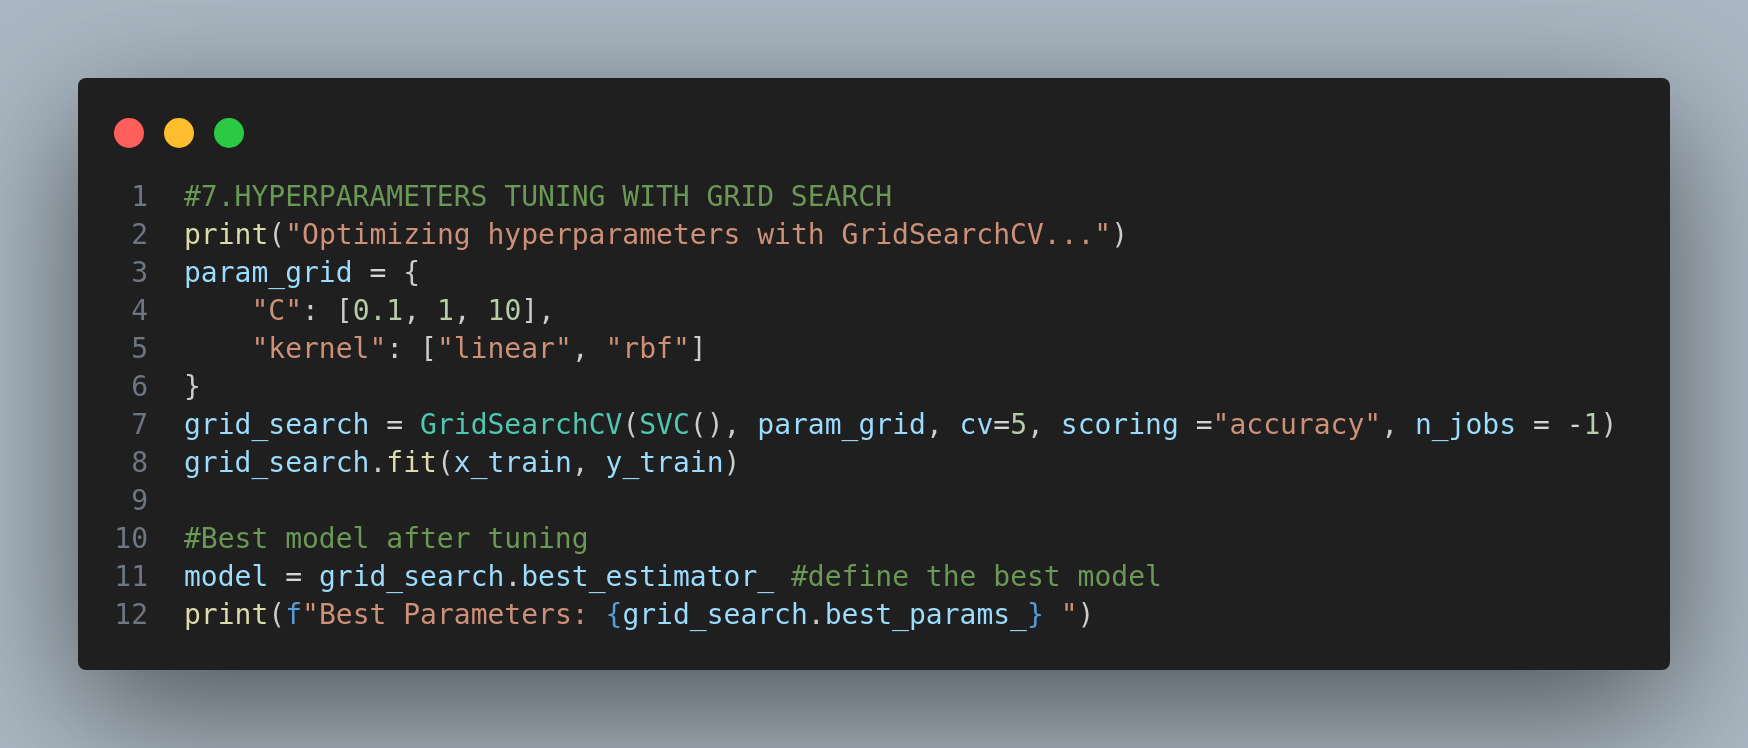 1 #7.HYPERPARAMETERS TUNING WITH GRID SEARCH
2 print("Optimizing hyperparameters with GridSearchCV...")
3 param_grid = {
4     "C": [0.1, 1, 10],
5     "kernel": ["linear", "rbf"]
6 }
7 grid_search = GridSearchCV(SVC(), param_grid, cv=5, scoring ="accuracy", n_jobs = -1)
8 grid_search.fit(x_train, y_train)
9
10 #Best model after tuning
11 model = grid_search.best_estimator_ #define the best model
12 print(f"Best Parameters: {grid_search.best_params_} ")